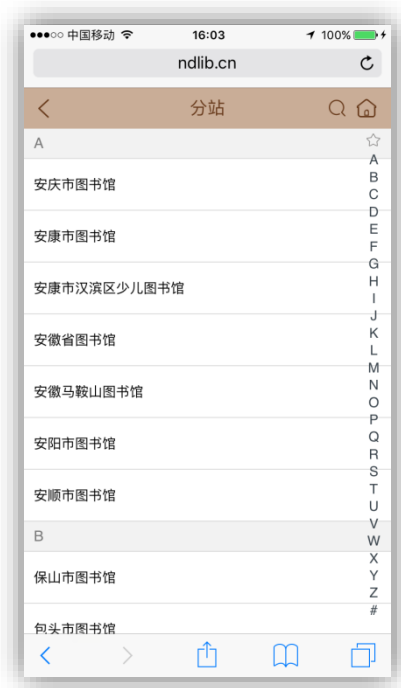 中国移动 16:03 100%
ndlib.cn
分站
A
安庆市图书馆
安康市图书馆
安康市汉滨区少儿图书馆
安徽省图书馆
安徽马鞍山图书馆
安阳市图书馆
安顺市图书馆
B
保山市图书馆
包头市图书馆
A
B
C
D
E
F
G
H
I
J
K
L
M
N
O
P
Q
R
S
T
U
V
W
X
Y
Z
#